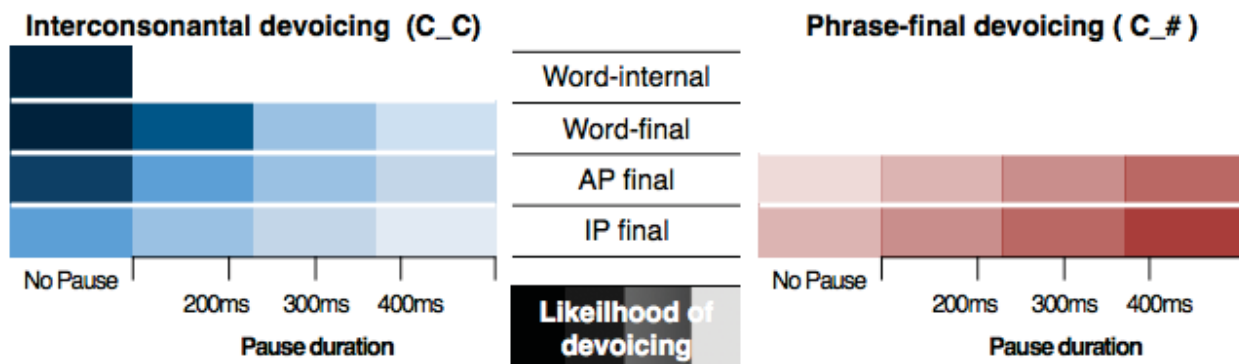 Interconsonantal devoicing (C_C)
Phrase-final devoicing ( C_# )
Word-internal
Word-final
AP final
IP final
No Pause
200ms
300ms
400ms
Pause duration
Likeilhood of
devoicing
No Pause
200ms
300ms
400ms
Pause duration